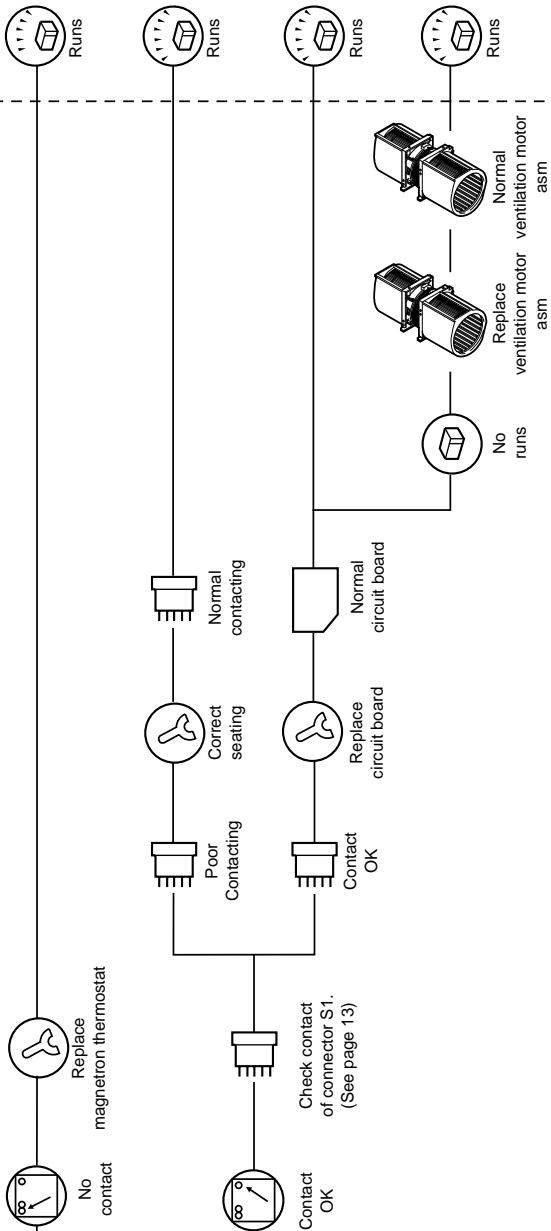 No
contact
Replace
magnetron thermostat
Runs
Contact
OK
Check contact
of connector S1.
(See page 13)
Poor
Contacting
Correct
seating
Normal
contacting
Runs
Contact
OK
Replace
circuit board
Normal
circuit board
Runs
No
runs
Replace
ventilation motor
asm
Normal
ventilation motor
asm
Runs